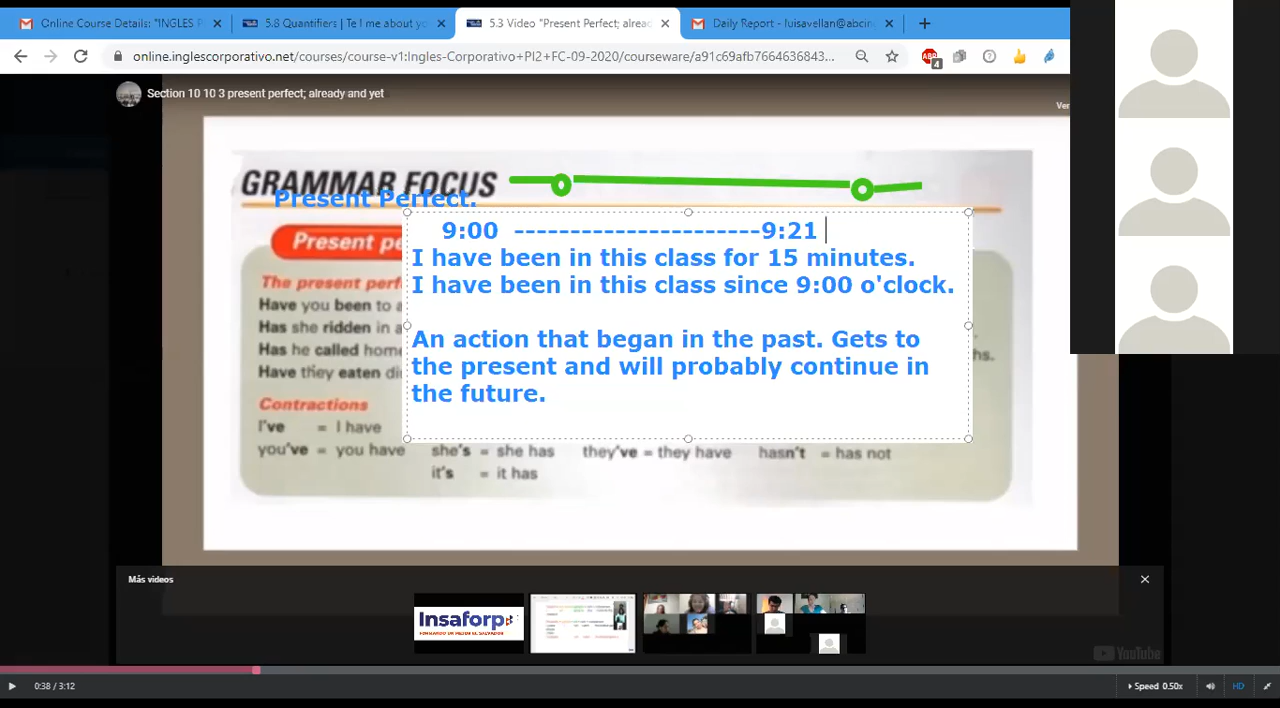 Online Course Details: "INGLES P
5.8 Quantifiers | Tell me about yo
5.3 Video "Present Perfect; alrea
Daily Report - luisavellan@abcin
online.inglescorporativo.net/courses/course-v1:Ingles-Corporativo+PI2+FC-09-2020/courseware/a91c69afb7664636843...
4
Section 10 10 3 present perfect; already and yet
Ver
GRAMMAR FOCUS
Present Perfect.
Present pe
9:00 ----------------------9:21
I have been in this class for 15 minutes.
I have been in this class since 9:00 o'clock.
An action that began in the past. Gets to
the present and will probably continue in
the future.
The present perf
Have you been to a
Has she ridden in a
Has he called home
Have they eaten di
hs.
Contractions
I've = I have
you've = you have she's = she has they've = they have hasn't = has not
it's = it has
Más videos
Insaforp
YouTube
0:38 / 3:12
Speed 0.50x
HD